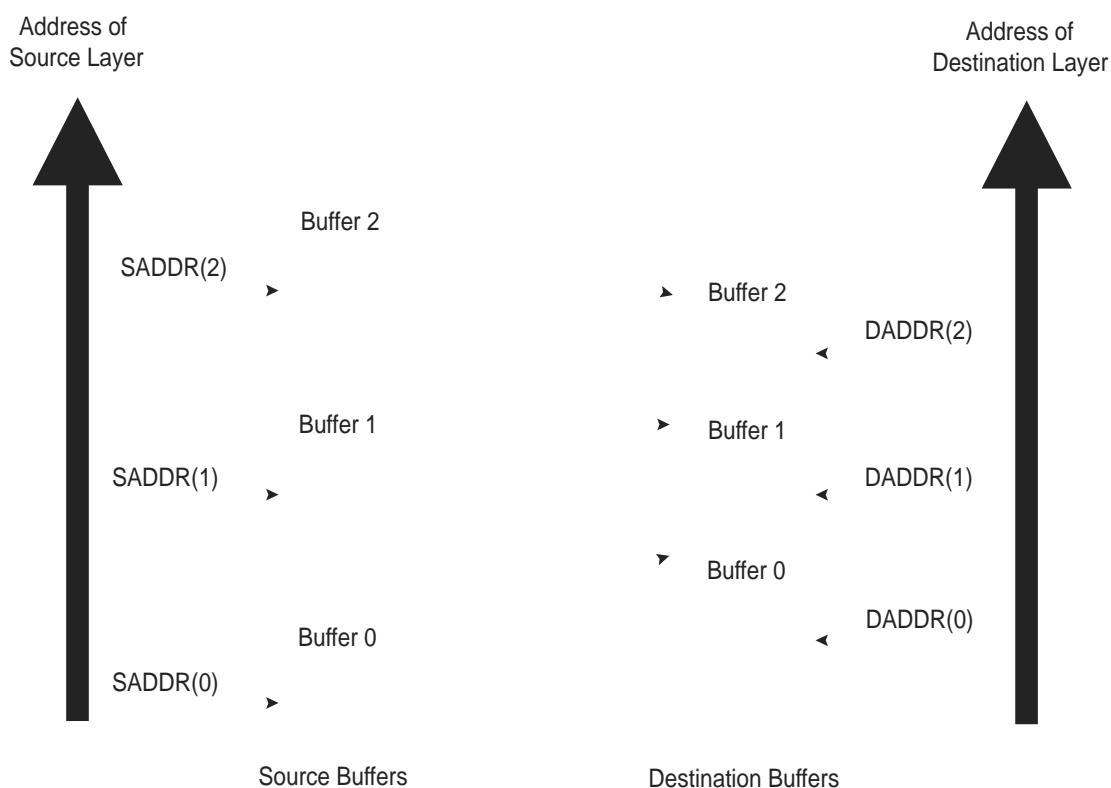 Address of
Source Layer
Address of
Destination Layer
Buffer 2
SADDR(2)
Buffer 2
DADDR(2)
Buffer 1
Buffer 1
SADDR(1)
DADDR(1)
Buffer 0
DADDR(0)
Buffer 0
SADDR(0)
Source Buffers
Destination Buffers